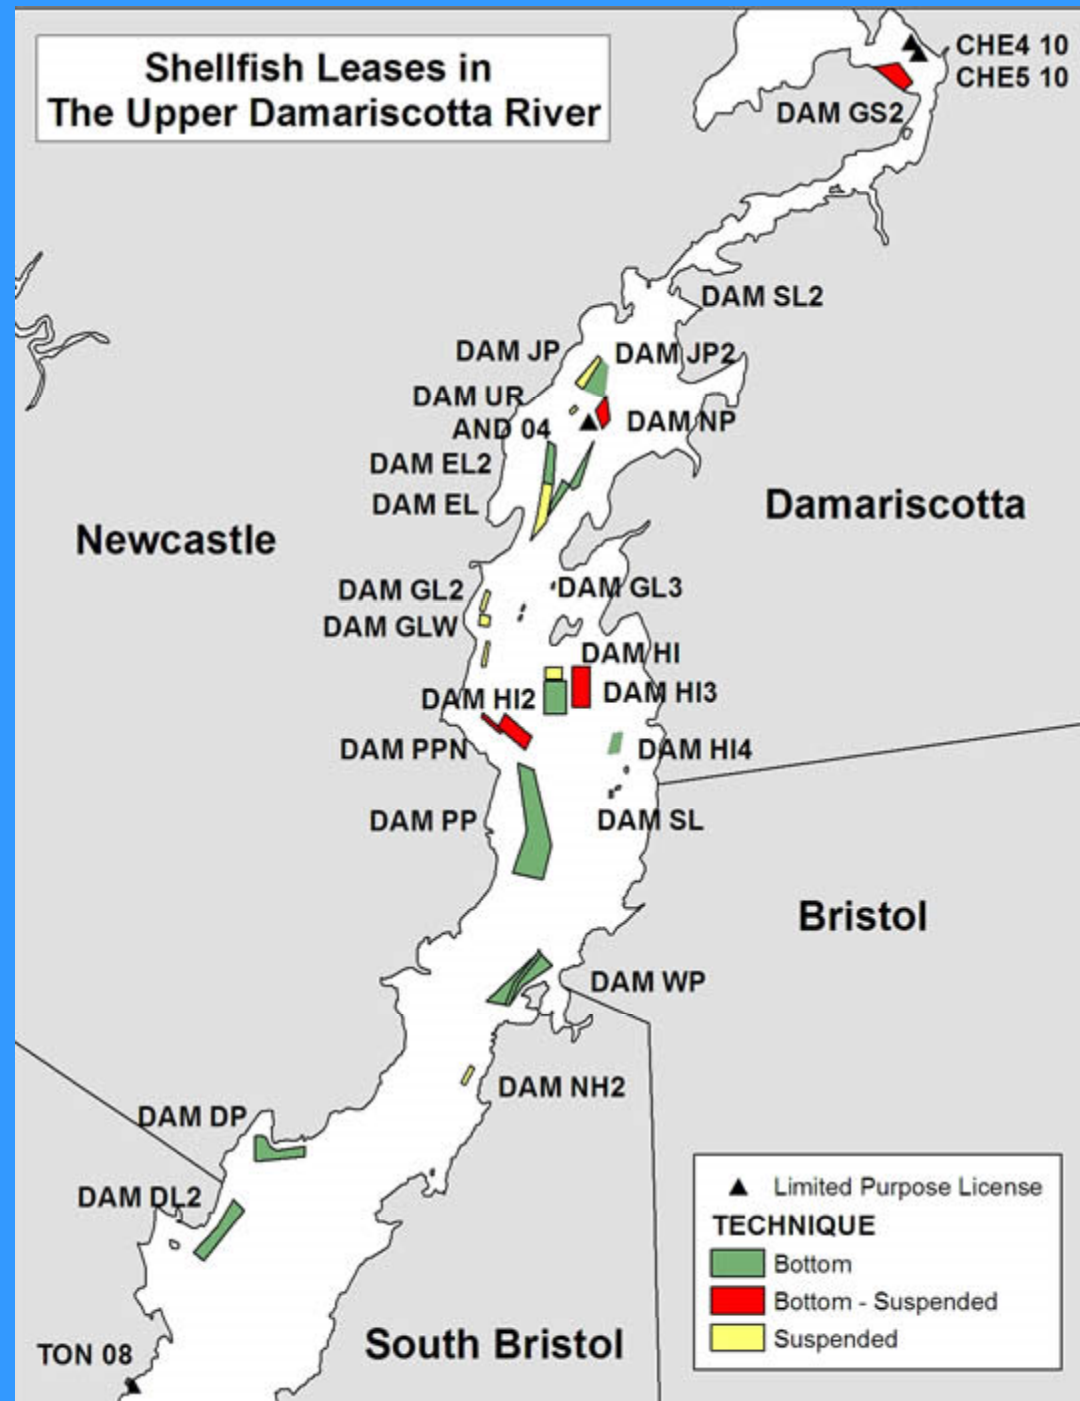 Shellfish Leases in
The Upper Damariscotta River
CHE4 10
CHE5 10
DAM GS2
DAM SL2
DAM JP
DAM JP2
DAM UR
AND 04
DAM NP
DAM EL2
DAM EL
Damariscotta
Newcastle
DAM GL2
DAM GL3
DAM GLW
DAM HI
DAM HI2
DAM HI3
DAM PPN
DAM HI4
DAM PP
DAM SL
Bristol
DAM WP
DAM NH2
DAM DP
DAM DL2
TON 08
South Bristol
Limited Purpose License
TECHNIQUE
Bottom
Bottom - Suspended
Suspended